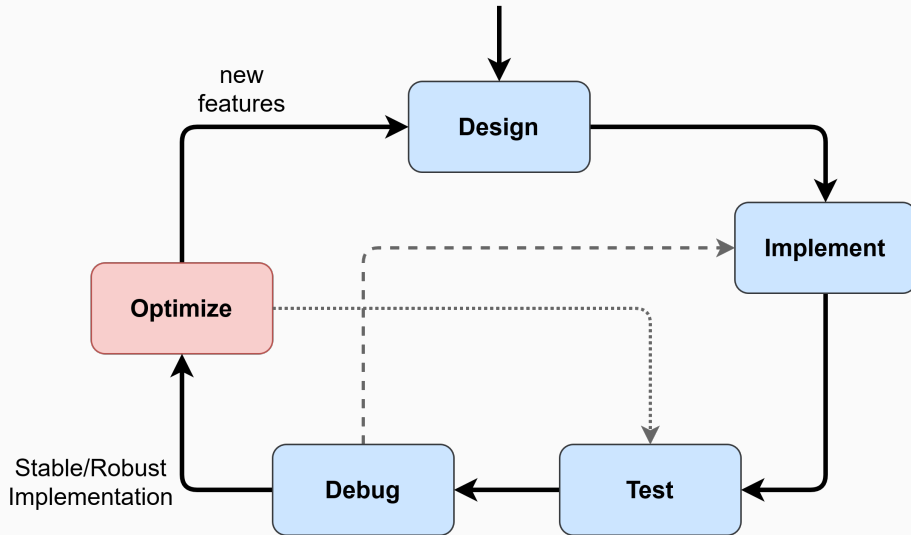 new
features
Design
Implement
Optimize
Stable/Robust
Implementation
Debug
Test